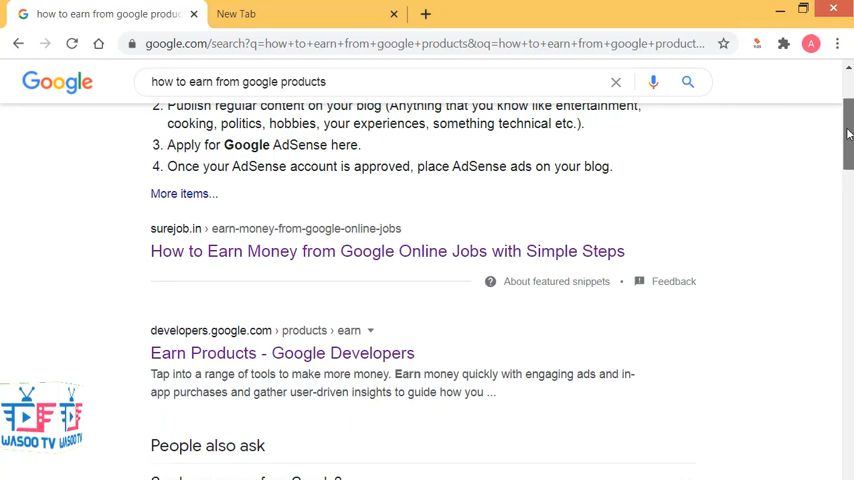 how to earn from google produc
New Tab
google.com/search?q=how+to+earn+from+google+products&oq=how+to+earn+from+google+product...
A
Google
how to earn from google products
2. Publish regular content on your blog (Anything that you know like entertainment,
cooking, politics, hobbies, your experiences, something technical etc.).
3. Apply for Google AdSense here.
4. Once your AdSense account is approved, place AdSense ads on your blog.
More items...
surejob.in › earn-money-from-google-online-jobs
How to Earn Money from Google Online Jobs with Simple Steps
About featured snippets • Feedback
developers.google.com › products › earn
Earn Products - Google Developers
Tap into a range of tools to make more money. Earn money quickly with engaging ads and in-
app purchases and gather user-driven insights to guide how you ...
WASOO TV WASOO TV
People also ask